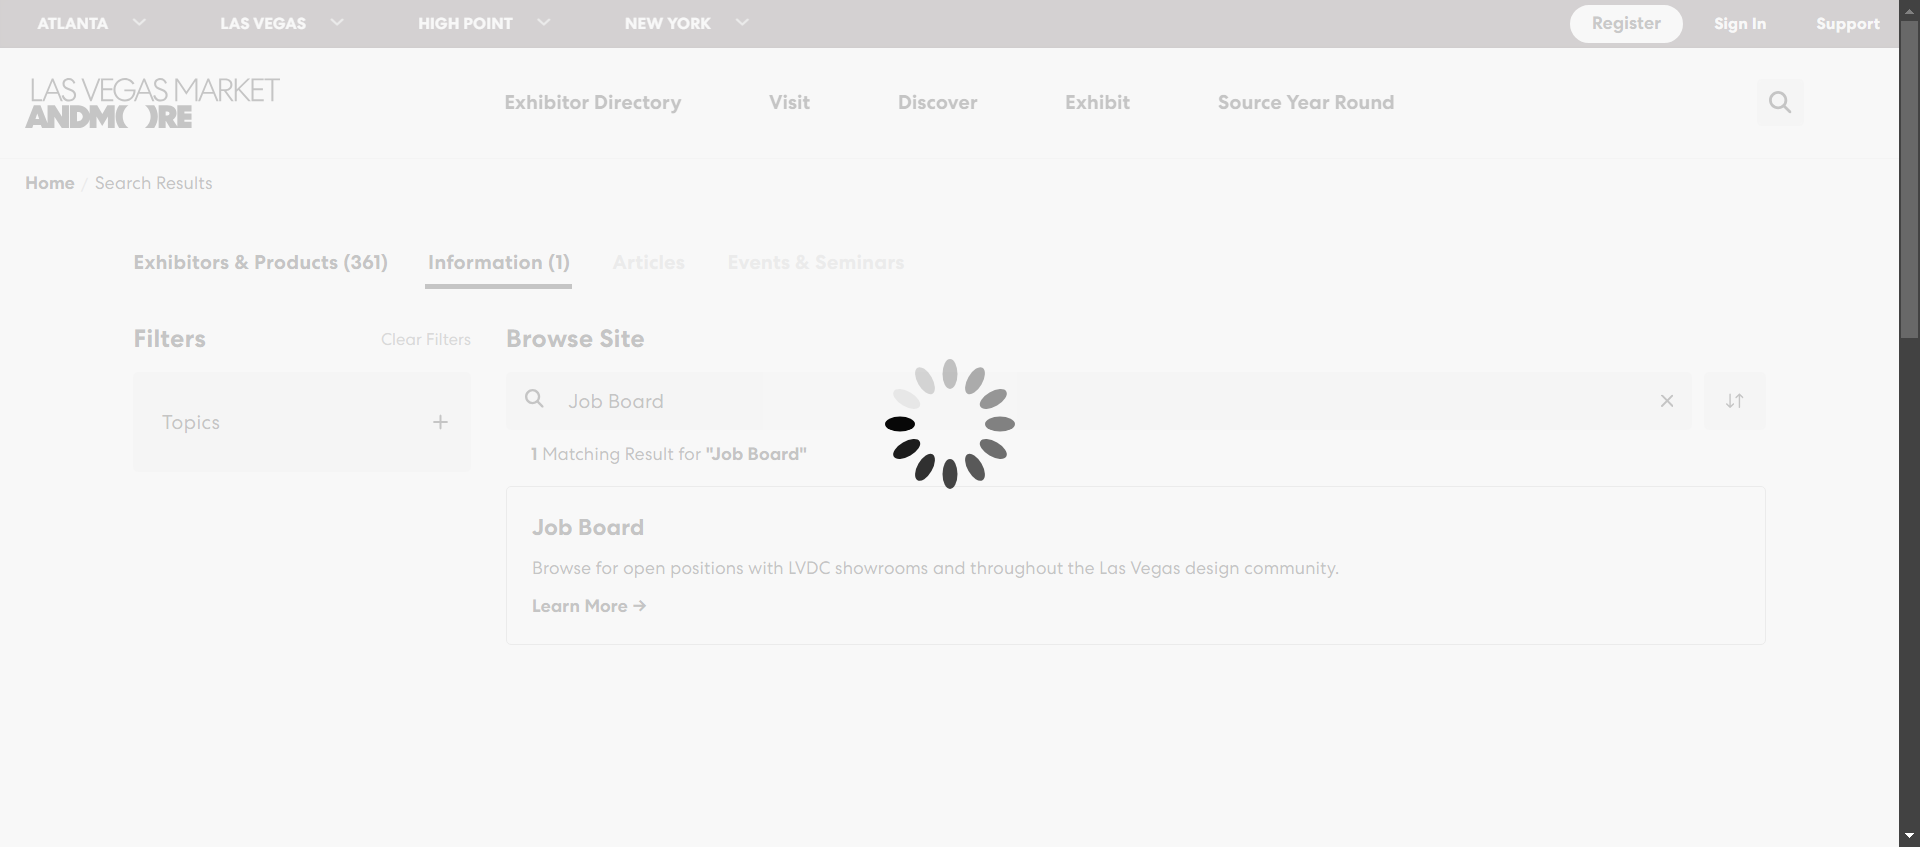 ATLANTA LAS VEGAS HIGH POINT NEW YORK Register Sign In Support
LAS VEGAS MARKET
ANDMORE
Exhibitor Directory Visit Discover Exhibit Source Year Round
Home / Search Results
Exhibitors & Products (361) Information (1) Articles Events & Seminars
Filters Clear Filters
Topics +
Browse Site
Job Board
1 Matching Result for "Job Board"
Job Board
Browse for open positions with LVDC showrooms and throughout the Las Vegas design community.
Learn More →